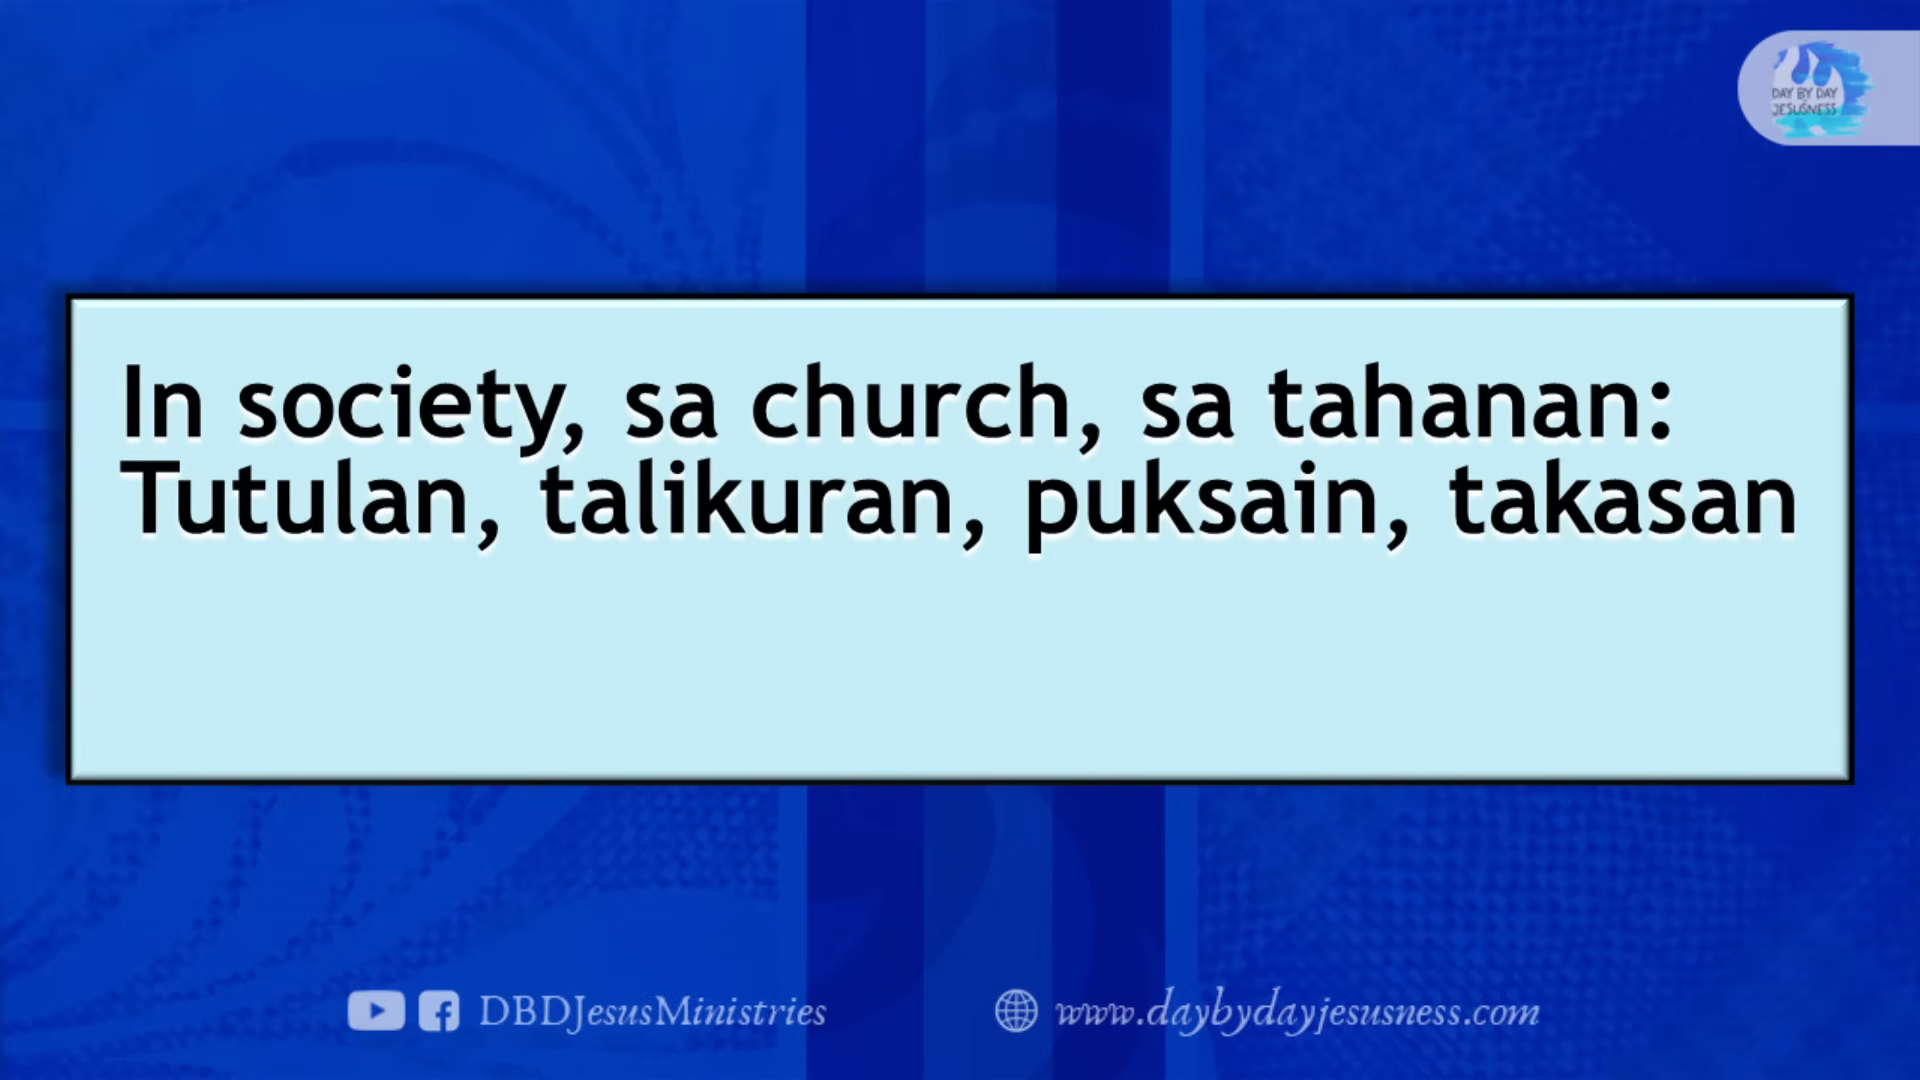 DAY BY DAY
JESUSNESS
In society, sa church, sa tahanan:
Tutulan, talikuran, puksain, takasan
DBDJesusMinistries
www.daybydayjesusness.com